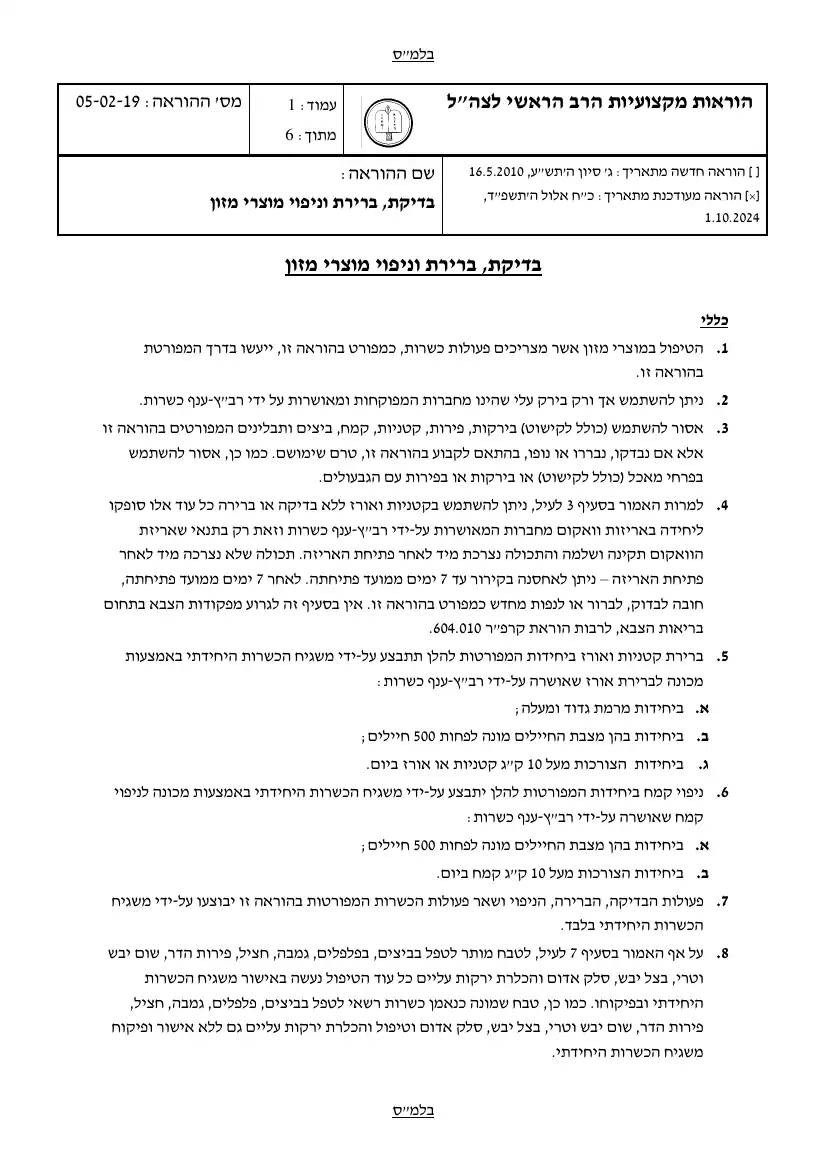 בלמ״ס
הוראות מקצועיות הרב הראשי לצה״ל
עמוד : 1
מתוך : 6
מס׳ ההוראה : 05-02-19
[ ] הוראה חדשה מתאריך : ג׳ סיון ה׳תש״ע, 16.5.2010
[×] הוראה מעודכנת מתאריך : כ״ח אלול ה׳תשפ״ד,
1.10.2024
שם ההוראה :
בדיקת, ברירת וניפוי מוצרי מזון
בדיקת, ברירת וניפוי מוצרי מזון
כללי
1. הטיפול במוצרי מזון אשר מצריכים פעולות כשרות, כמפורט בהוראה זו, ייעשו בדרך המפורטת
בהוראה זו.
2. ניתן להשתמש אך ורק בירק עלי שהינו מחברות המפוקחות ומאושרות על ידי רב״ץ-ענף כשרות.
3. אסור להשתמש (כולל לקישוט) בירקות, פירות, קטניות, קמח, ביצים ותבלינים המפורטים בהוראה זו
אלא אם נבדקו, נבררו או נופו, בהתאם לקבוע בהוראה זו, טרם שימושם. כמו כן, אסור להשתמש
בפרחי מאכל (כולל לקישוט) או בירקות או בפירות עם הגבעולים.
4. למרות האמור בסעיף 3 לעיל, ניתן להשתמש בקטניות ואורז ללא בדיקה או ברירה כל עוד אלו סופקו
ליחידה באריזות וואקום מחברות המאושרות על-ידי רב״ץ-ענף כשרות וזאת רק בתנאי שאריזת
הוואקום תקינה ושלמה והתכולה נצרכת מיד לאחר פתיחת האריזה. תכולה שלא נצרכה מיד לאחר
פתיחת האריזה – ניתן לאחסנה בקירור עד 7 ימים ממועד פתיחתה. לאחר 7 ימים ממועד פתיחתה,
חובה לבדוק, לברור או לנפות מחדש כמפורט בהוראה זו. אין בסעיף זה לגרוע מפקודות הצבא בתחום
בריאות הצבא, לרבות הוראת קרפ״ר 604.010.
5. ברירת קטניות ואורז ביחידות המפורטות להלן תתבצע על-ידי משגיח הכשרות היחידתי באמצעות
מכונה לברירת אורז שאושרה על-ידי רב״ץ-ענף כשרות :
א. ביחידות מרמת גדוד ומעלה;
ב. ביחידות בהן מצבת החיילים מונה לפחות 500 חיילים;
ג. ביחידות הצורכות מעל 10 ק״ג קטניות או אורז ביום.
6. ניפוי קמח ביחידות המפורטות להלן יתבצע על-ידי משגיח הכשרות היחידתי באמצעות מכונה לניפוי
קמח שאושרה על-ידי רב״ץ-ענף כשרות :
א. ביחידות בהן מצבת החיילים מונה לפחות 500 חיילים;
ב. ביחידות הצורכות מעל 10 ק״ג קמח ביום.
7. פעולות הבדיקה, הברירה, הניפוי ושאר פעולות הכשרות המפורטות בהוראה זו יבוצעו על-ידי משגיח
הכשרות היחידתי בלבד.
8. על אף האמור בסעיף 7 לעיל, לטבח מותר לטפל בביצים, בפלפלים, גמבה, חציל, פירות הדר, שום יבש
וטרי, בצל יבש, סלק אדום והכלרת ירקות עליים כל עוד הטיפול נעשה באישור משגיח הכשרות
היחידתי ובפיקוחו. כמו כן, טבח שמונה כנאמן כשרות רשאי לטפל בביצים, פלפלים, גמבה, חציל,
פירות הדר, שום יבש וטרי, בצל יבש, סלק אדום וטיפול והכלרת ירקות עליים גם ללא אישור ופיקוח
משגיח הכשרות היחידתי.
בלמ״ס